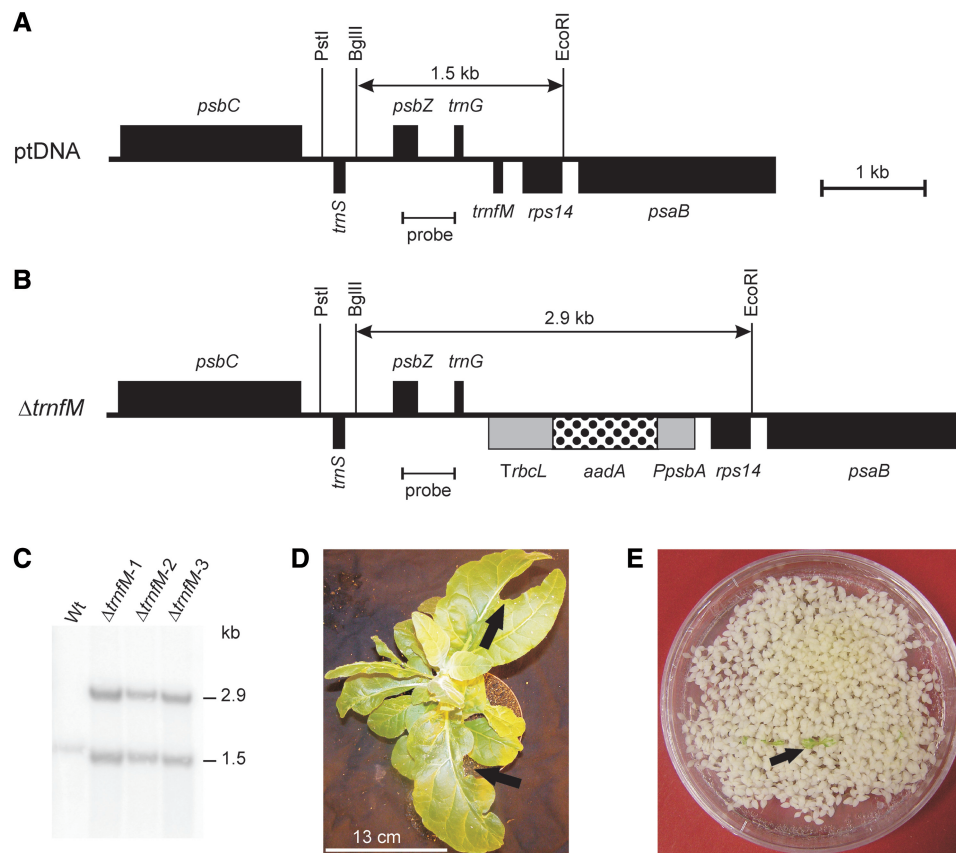 A
PstI
BglII
EcoRI
1.5 kb
psbC
psbZ
trnG
ptDNA
1 kb
trnS
trnfM
rps14
psaB
probe
B
PstI
BglII
EcoRI
2.9 kb
psbC
psbZ
trnG
ΔtrnfM
trnS
TrbcL
aadA
PpsbA
rps14
psaB
probe
C
Wt
ΔtrnfM-1
ΔtrnfM-2
ΔtrnfM-3
kb
2.9
1.5
D
13 cm
E